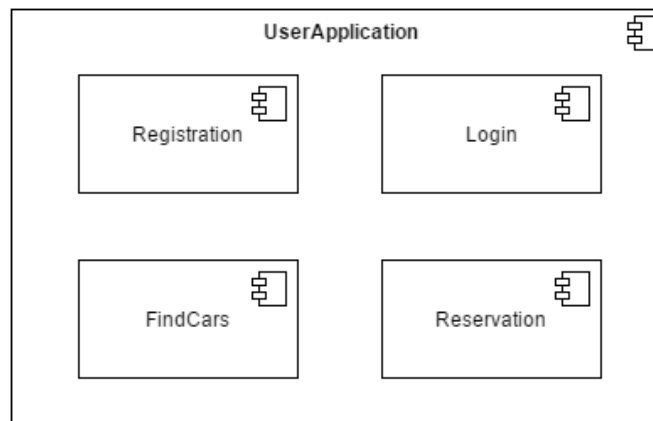 UserApplication
Registration
Login
FindCars
Reservation